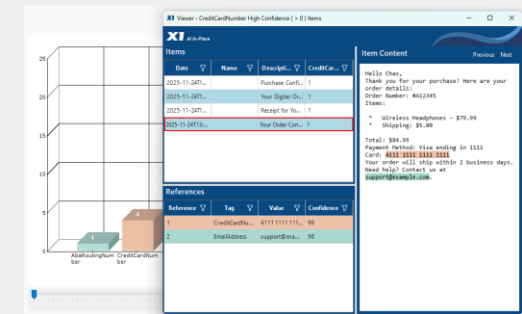 X1 Viewer - CreditCardNumber High Confidence ( > 0 ) Items
X1 AI In-Place
Items
Date Name Descripti... CreditCar...
2025-11-24T1... Purchase Confi... 1
2025-11-24T1... Your Digital Or... 1
2025-11-24T1... Receipt for Yo... 1
2025-11-24T13... Your Order Con... 1
References
Reference Tag Value Confidence
1 CreditCardNu... 4111 1111 111... 99
2 EmailAddress support@exa... 98
Item Content
Previous Next
Hello Chas,
Thank you for your purchase! Here are your
order details:
Order Number: #A12345
Items:
* Wireless Headphones – $79.99
* Shipping: $5.00
Total: $84.99
Payment Method: Visa ending in 1111
Card: 4111 1111 1111 1111
Your order will ship within 2 business days.
Need help? Contact us at
support@example.com.
25
20
15
10
5
0
1
4
AbaRoutingNum
ber
CreditCardNum
ber